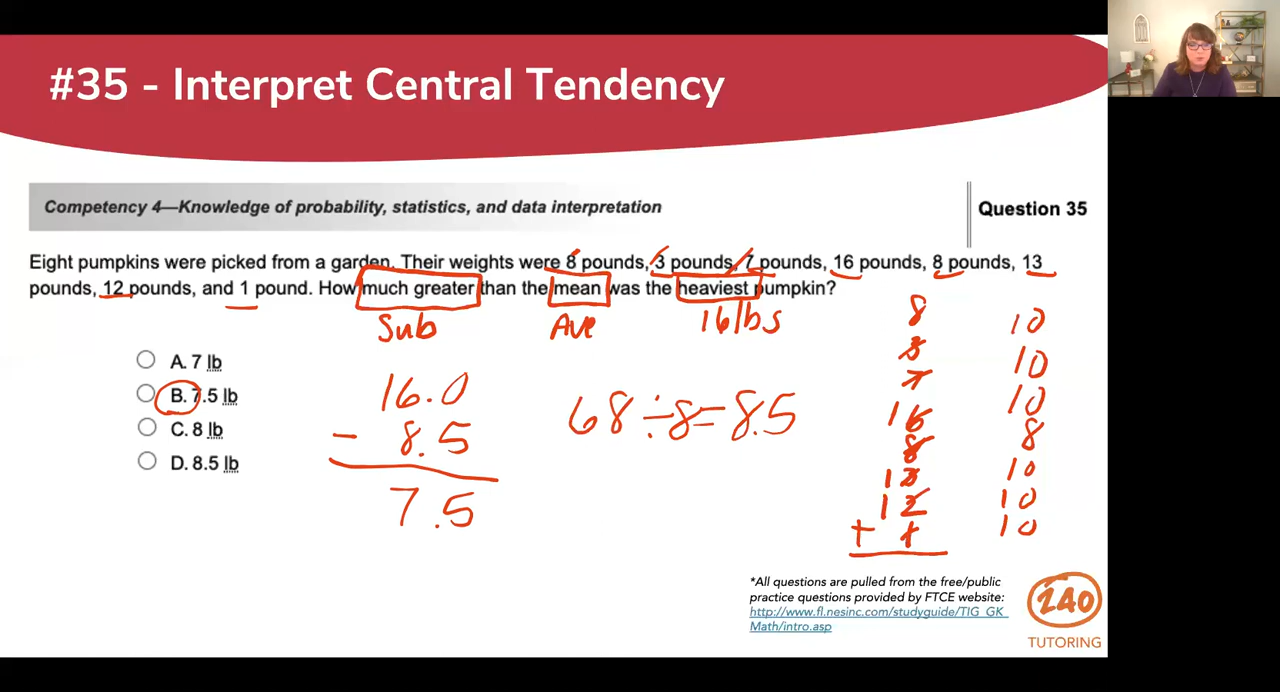 #35 - Interpret Central Tendency
Competency 4—Knowledge of probability, statistics, and data interpretation
Question 35
Eight pumpkins were picked from a garden. Their weights were 8 pounds, 3 pounds, 7 pounds, 16 pounds, 8 pounds, 13
pounds, 12 pounds, and 1 pound. How much greater than the mean was the heaviest pumpkin?
Sub
Ave
16 lbs
A. 7 lb
B. 7.5 lb
C. 8 lb
D. 8.5 lb
16.0
- 8.5
7.5
68 ÷ 8 = 8.5
8
3
7
16
8
13
12
+ 1
10
10
10
8
10
10
10
*All questions are pulled from the free/public
practice questions provided by FTCE website:
http://www.fl.nesinc.com/studyguide/TIG_GK_
Math/intro.asp
240
TUTORING